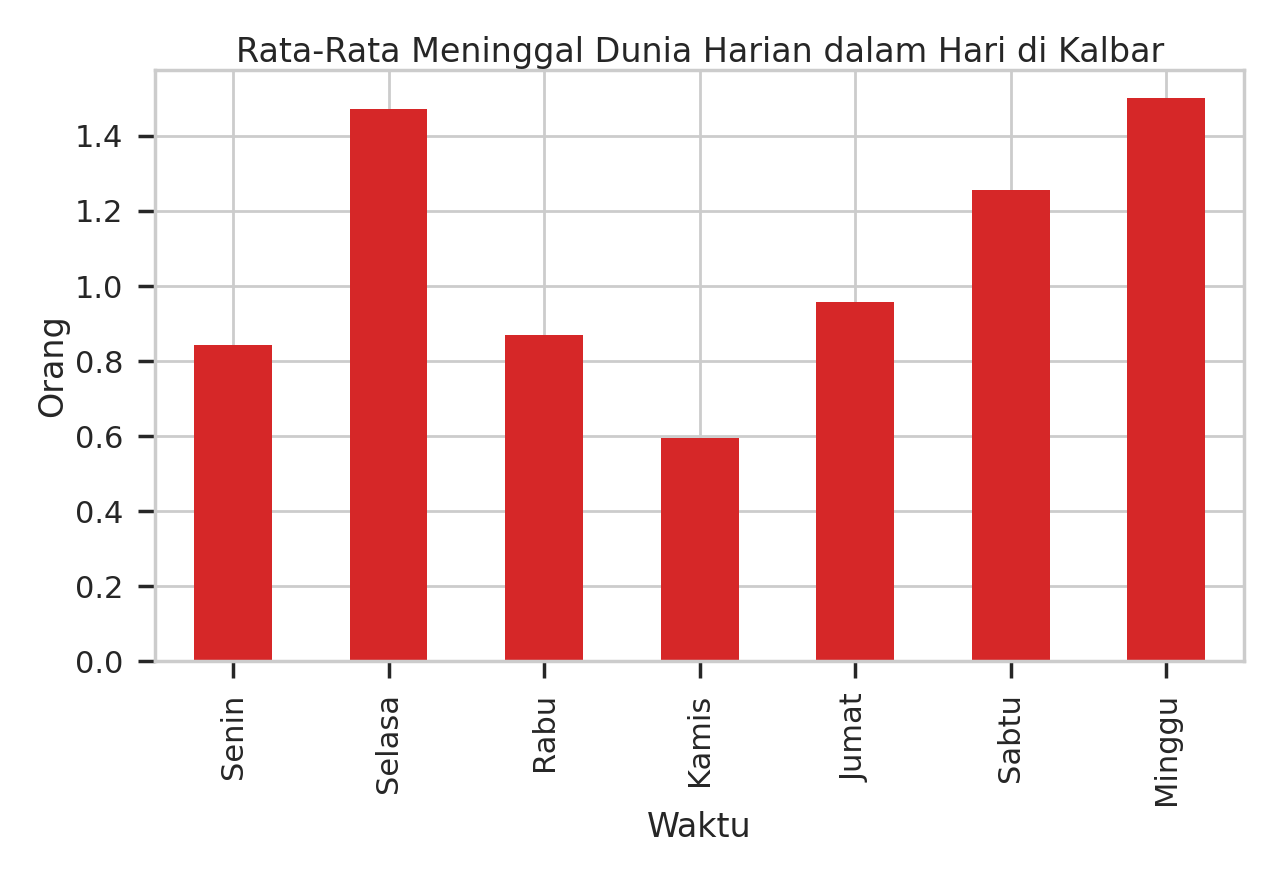 Rata-Rata Meninggal Dunia Harian dalam Hari di Kalbar
1.4
1.2
1.0
0.8
0.6
0.4
0.2
0.0
Orang
Senin
Selasa
Rabu
Kamis
Jumat
Sabtu
Minggu
Waktu